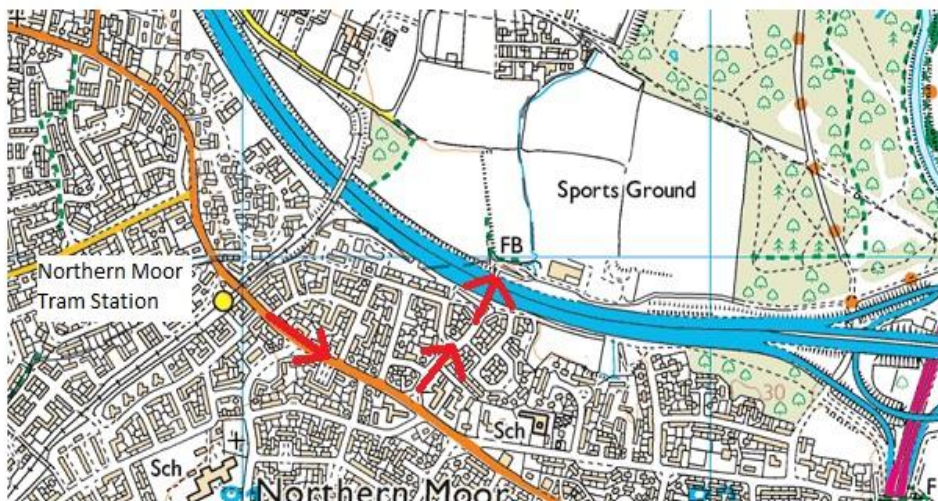 FB
Sports Ground
Northern Moor
Tram Station
30
Sch
Sch
Northern Moor
F